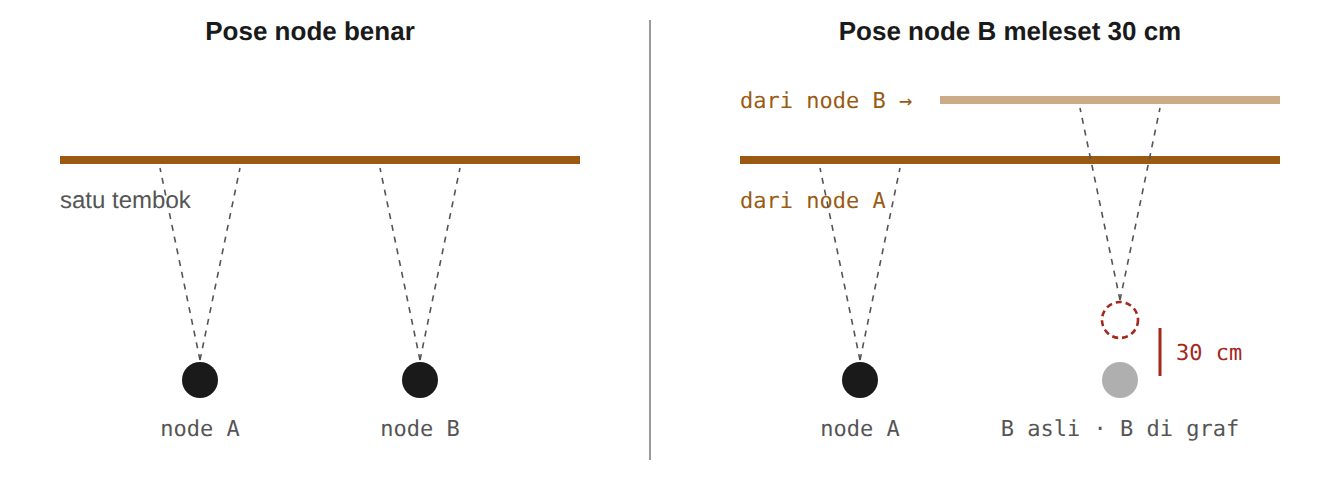 Pose node benar
satu tembok
node A
node B
Pose node B meleset 30 cm
dari node B →
dari node A
30 cm
node A
B asli · B di graf